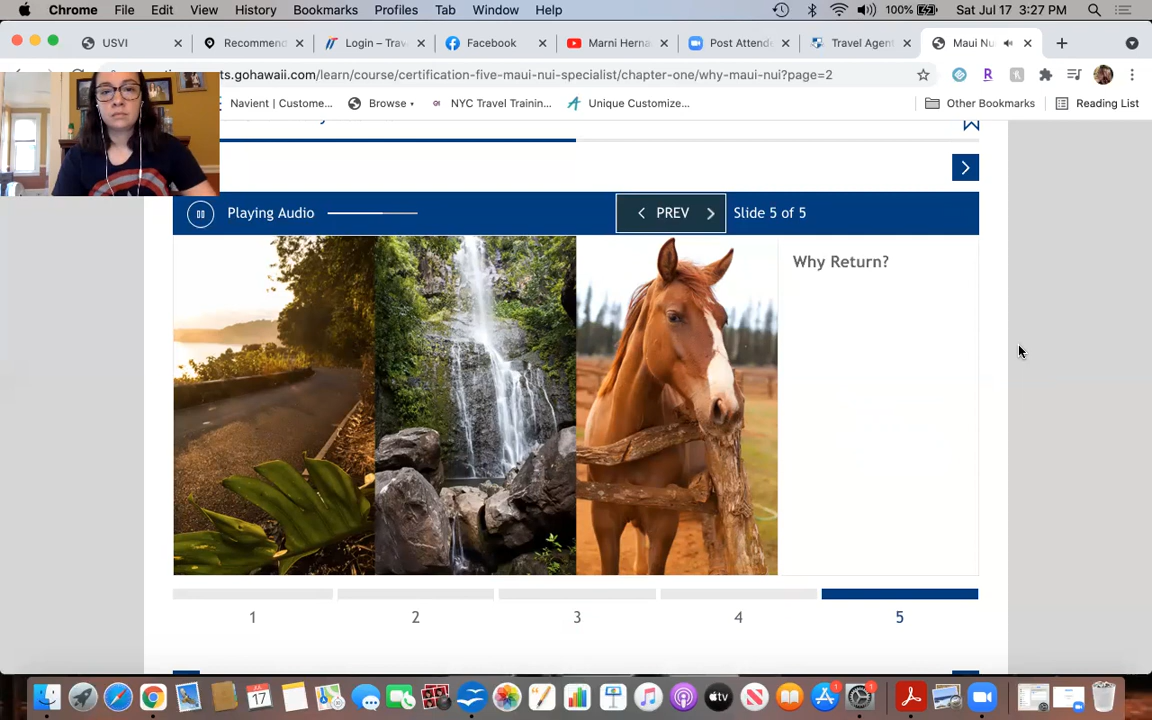 Chrome File Edit View History Bookmarks Profiles Tab Window Help 100% Sat Jul 17 3:27 PM
USVI Recommend Login – Trav Facebook Marni Herna Post Attende Travel Agent Maui Nu
ts.gohawaii.com/learn/course/certification-five-maui-nui-specialist/chapter-one/why-maui-nui?page=2
Navient | Custome... Browse NYC Travel Trainin... Unique Customize... Other Bookmarks Reading List
Playing Audio PREV Slide 5 of 5
Why Return?
1 2 3 4 5
17